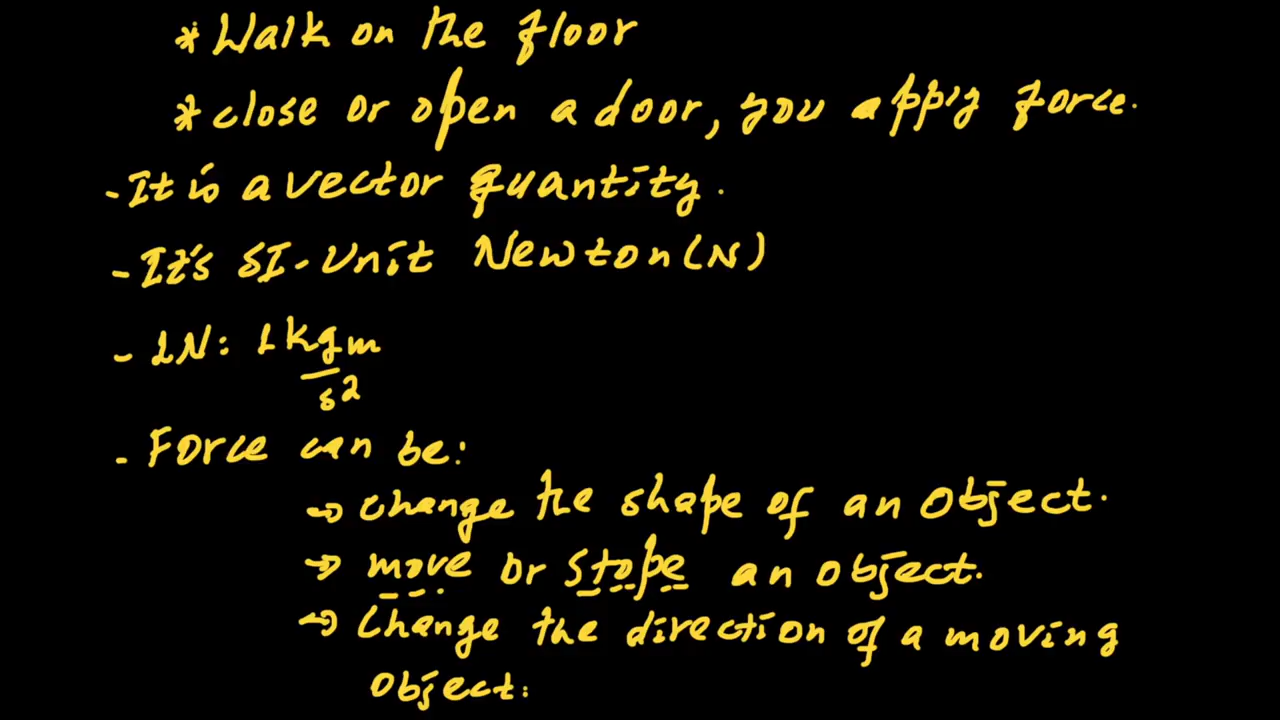 * Walk on the floor
* close or open a door, you apply force.
- It is a vector quantity.
- It's SI-Unit Newton(N)
- 1N: 1kgm
s²
- Force can be:
→ change the shape of an object.
→ move or stope an object.
→ change the direction of a moving
object: